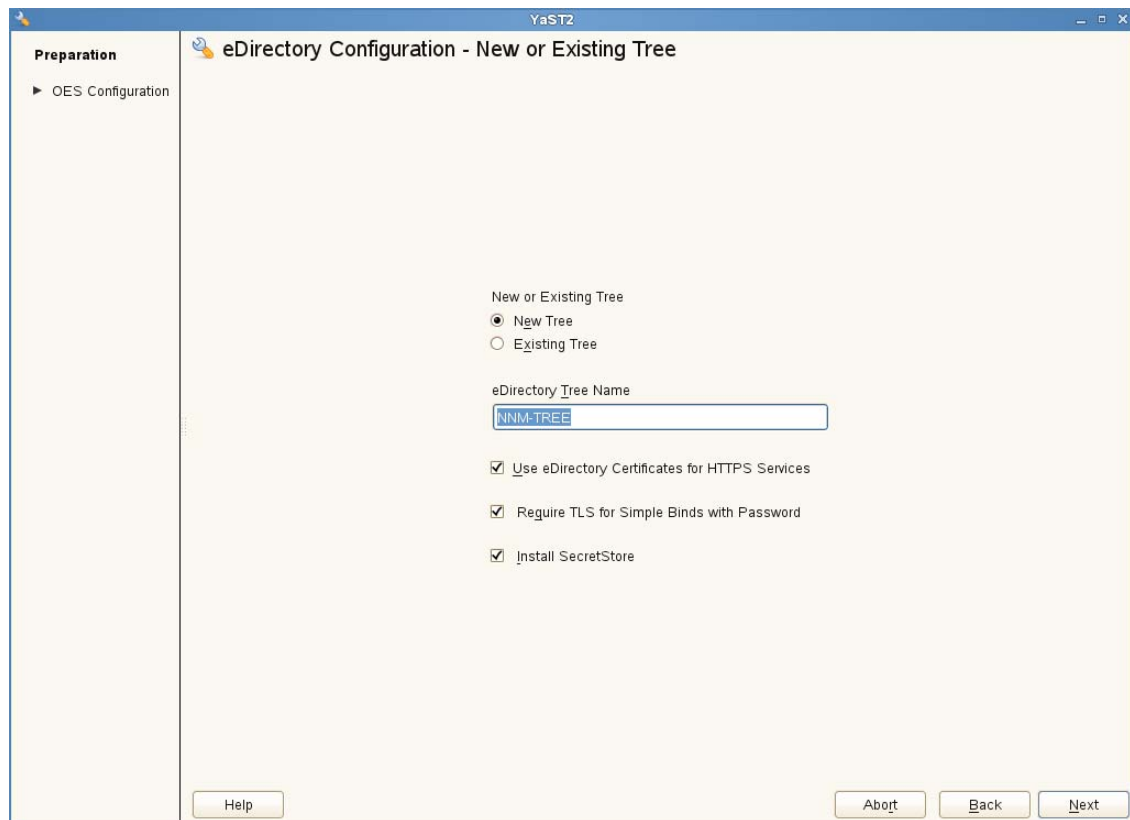 YaST2
Preparation
OES Configuration
eDirectory Configuration - New or Existing Tree
New or Existing Tree
New Tree
Existing Tree
eDirectory Tree Name
NNM-TREE
Use eDirectory Certificates for HTTPS Services
Require TLS for Simple Binds with Password
Install SecretStore
Help
Abort
Back
Next